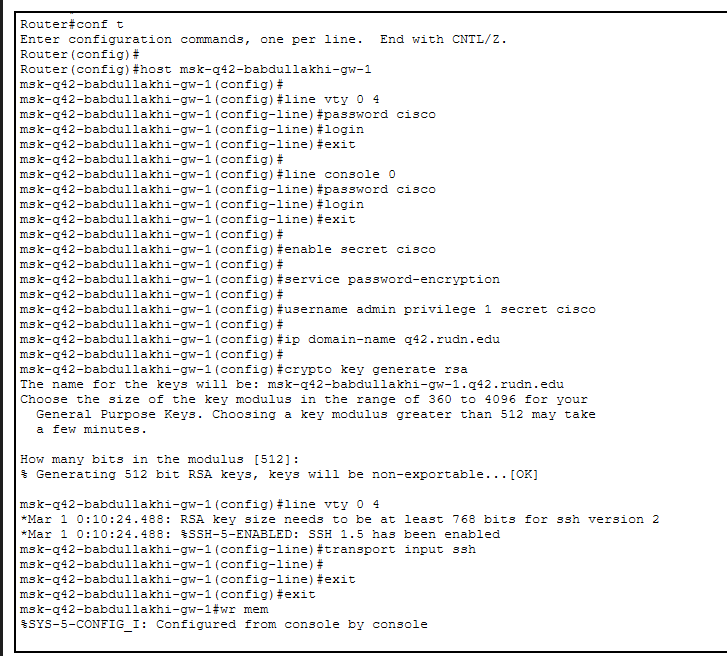 Router#conf t
Enter configuration commands, one per line.  End with CNTL/Z.
Router(config)#
Router(config)#host msk-q42-babdullakhi-gw-1
msk-q42-babdullakhi-gw-1(config)#
msk-q42-babdullakhi-gw-1(config)#line vty 0 4
msk-q42-babdullakhi-gw-1(config-line)#password cisco
msk-q42-babdullakhi-gw-1(config-line)#login
msk-q42-babdullakhi-gw-1(config-line)#exit
msk-q42-babdullakhi-gw-1(config)#
msk-q42-babdullakhi-gw-1(config)#line console 0
msk-q42-babdullakhi-gw-1(config-line)#password cisco
msk-q42-babdullakhi-gw-1(config-line)#login
msk-q42-babdullakhi-gw-1(config-line)#exit
msk-q42-babdullakhi-gw-1(config)#
msk-q42-babdullakhi-gw-1(config)#enable secret cisco
msk-q42-babdullakhi-gw-1(config)#
msk-q42-babdullakhi-gw-1(config)#service password-encryption
msk-q42-babdullakhi-gw-1(config)#
msk-q42-babdullakhi-gw-1(config)#username admin privilege 1 secret cisco
msk-q42-babdullakhi-gw-1(config)#
msk-q42-babdullakhi-gw-1(config)#ip domain-name q42.rudn.edu
msk-q42-babdullakhi-gw-1(config)#
msk-q42-babdullakhi-gw-1(config)#crypto key generate rsa
The name for the keys will be: msk-q42-babdullakhi-gw-1.q42.rudn.edu
Choose the size of the key modulus in the range of 360 to 4096 for your
  General Purpose Keys. Choosing a key modulus greater than 512 may take
  a few minutes.

How many bits in the modulus [512]:
% Generating 512 bit RSA keys, keys will be non-exportable...[OK]

msk-q42-babdullakhi-gw-1(config)#line vty 0 4
*Mar 1 0:10:24.488: RSA key size needs to be at least 768 bits for ssh version 2
*Mar 1 0:10:24.488: %SSH-5-ENABLED: SSH 1.5 has been enabled
msk-q42-babdullakhi-gw-1(config-line)#transport input ssh
msk-q42-babdullakhi-gw-1(config-line)#
msk-q42-babdullakhi-gw-1(config-line)#exit
msk-q42-babdullakhi-gw-1(config)#exit
msk-q42-babdullakhi-gw-1#wr mem
%SYS-5-CONFIG_I: Configured from console by console